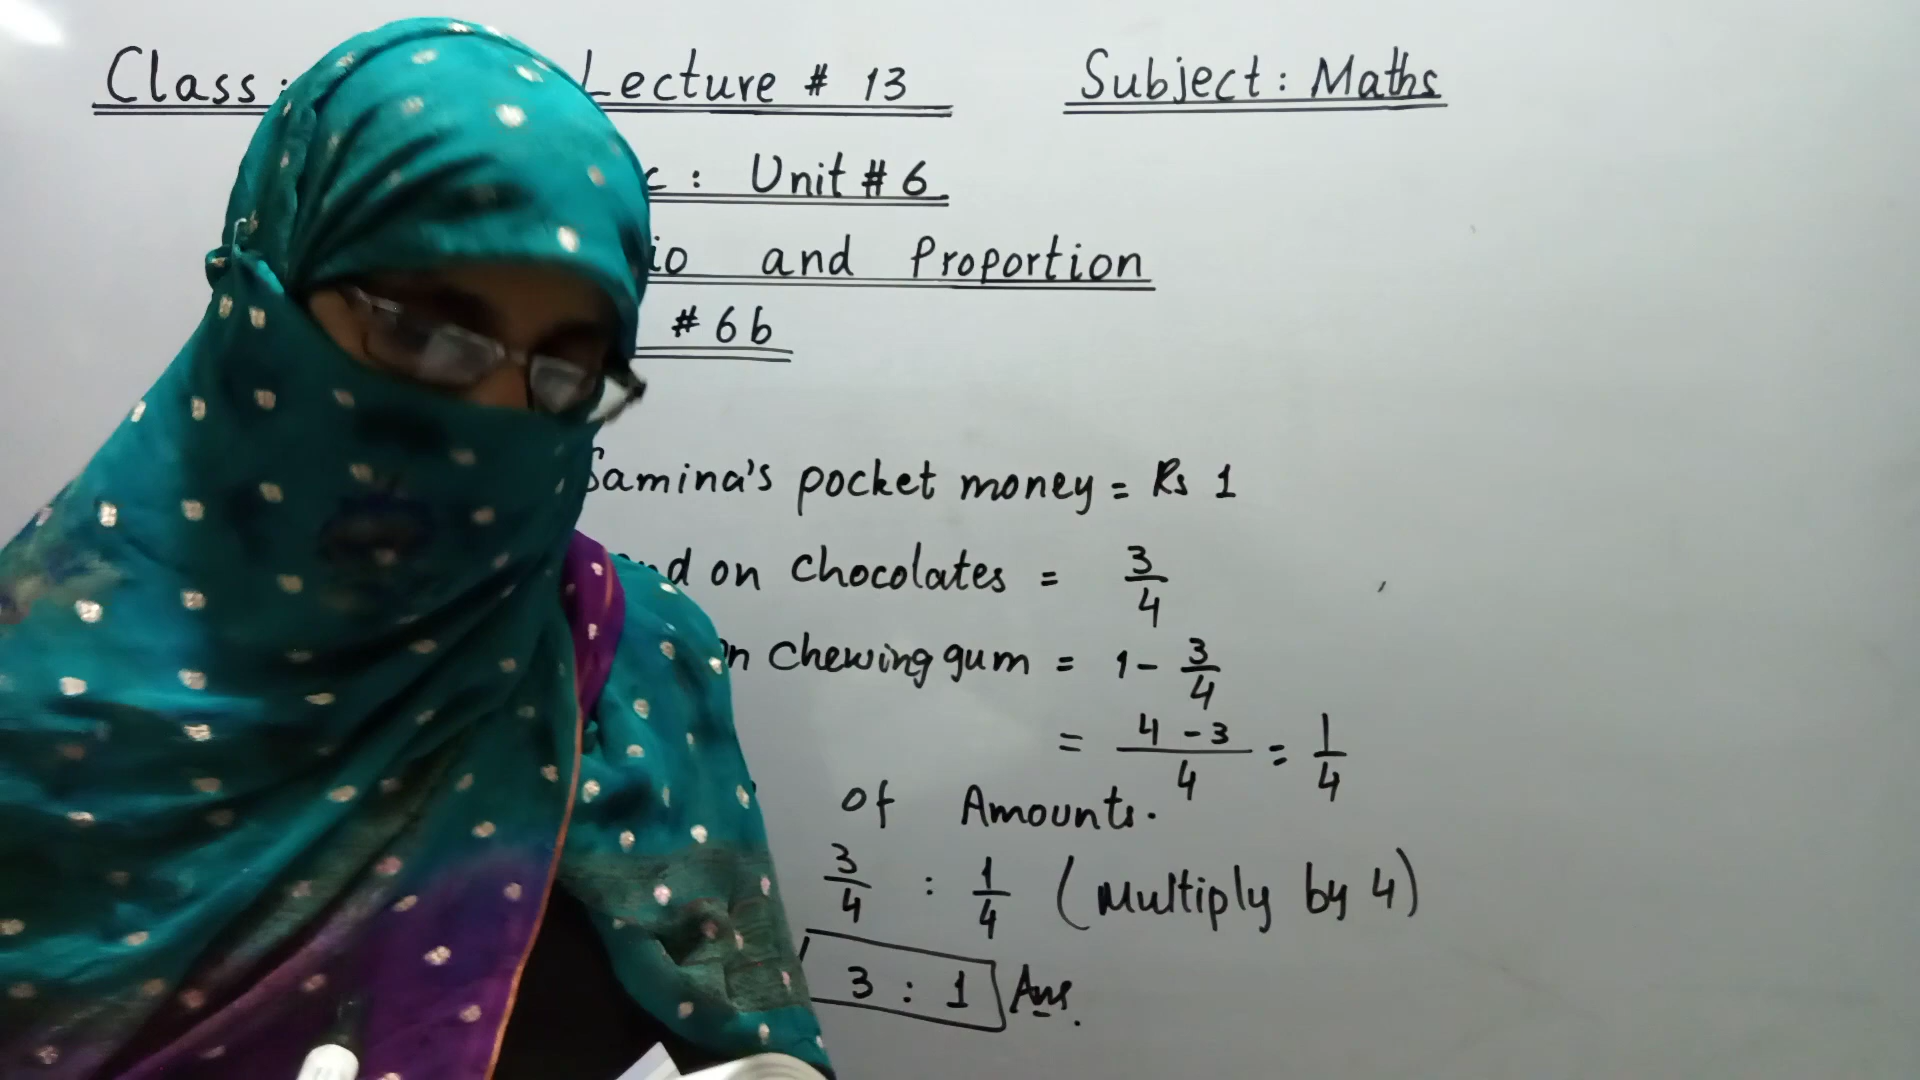 Class: Lecture # 13 Subject: Maths
: Unit # 6
and Proportion
# 6b
Samina's pocket money = Rs 1
on chocolates = 3/4
Chewing gum = 1 - 3/4
= 4 - 3 / 4 = 1/4
of Amounts.
3/4 : 1/4 (Multiply by 4)
3 : 1 Ans.